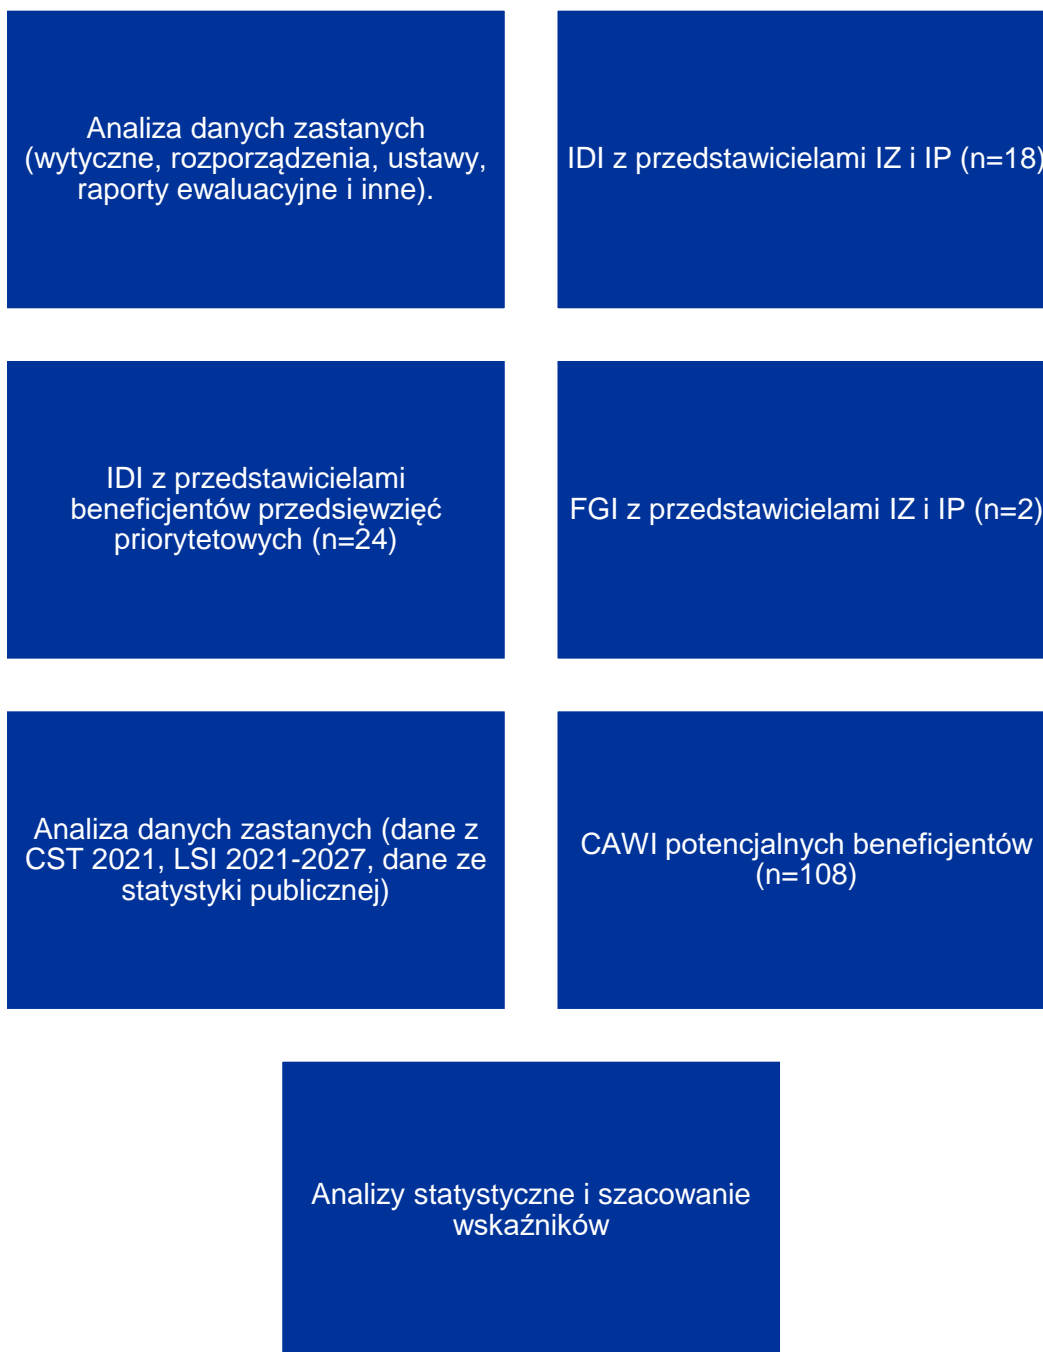 Analiza danych zastanych
(wytyczne, rozporządzenia, ustawy,
raporty ewaluacyjne i inne).
IDI z przedstawicielami IZ i IP (n=18)
IDI z przedstawicielami
beneficjentów przedsięwzięć
priorytetowych (n=24)
FGI z przedstawicielami IZ i IP (n=2)
Analiza danych zastanych (dane z
CST 2021, LSI 2021-2027, dane ze
statystyki publicznej)
CAWI potencjalnych beneficjentów
(n=108)
Analizy statystyczne i szacowanie
wskaźników